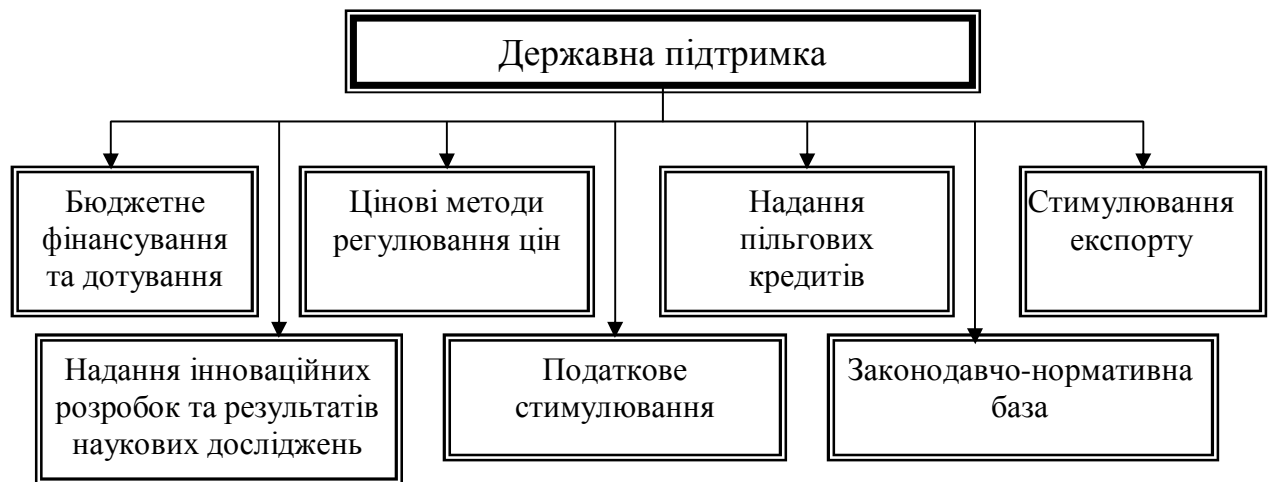 Державна підтримка
Бюджетне
фінансування
та дотування
Цінові методи
регулювання цін
Надання
пільгових
кредитів
Стимулювання
експорту
Надання інноваційних
розробок та результатів
наукових досліджень
Податкове
стимулювання
Законодавчо-нормативна
база